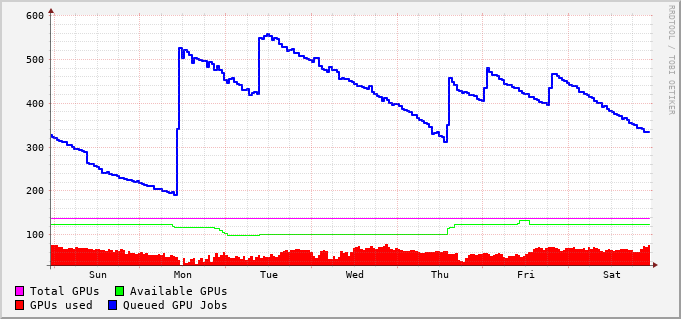 600
500
400
300
200
100
Sun Mon Tue Wed Thu Fri Sat
Total GPUs Available GPUs
GPUs used Queued GPU Jobs
RRDTOOL / TOBI OETIKER